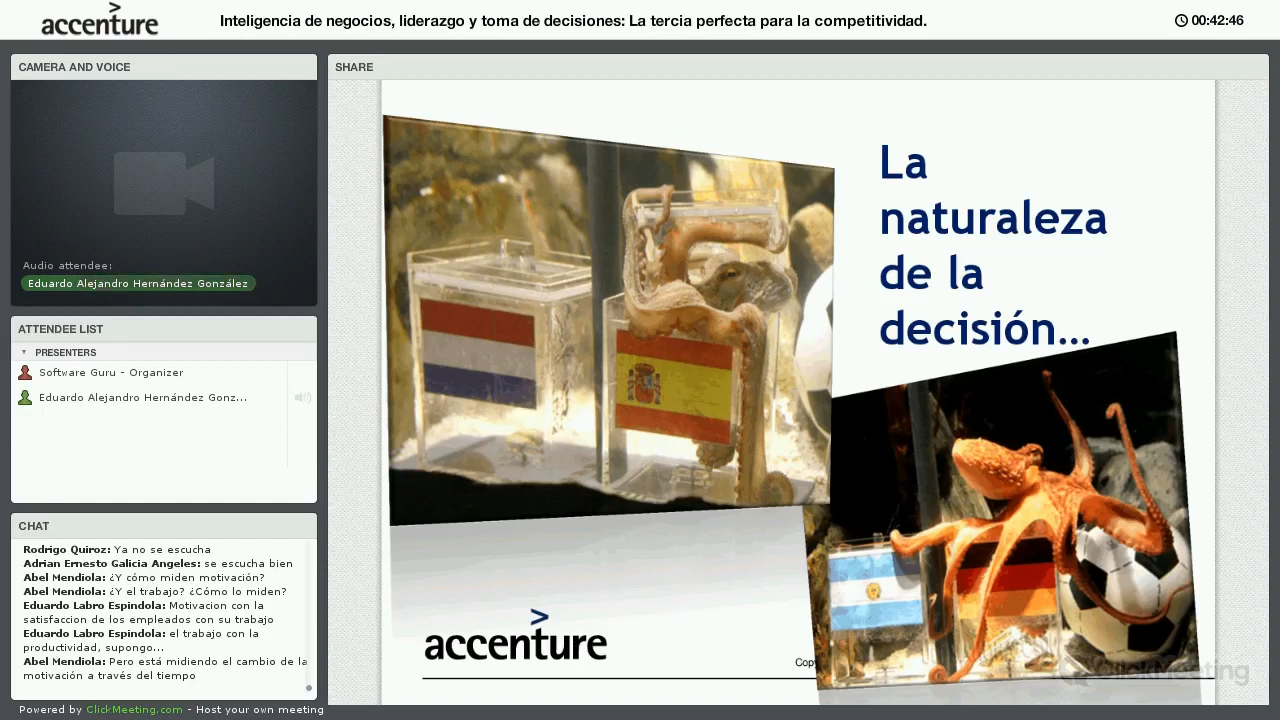 accenture
Inteligencia de negocios, liderazgo y toma de decisiones: La tercia perfecta para la competitividad.
00:42:46
CAMERA AND VOICE
Audio attendee:
Eduardo Alejandro Hernández González
ATTENDEE LIST
PRESENTERS
Software Guru - Organizer
Eduardo Alejandro Hernández Gonz...
CHAT
Rodrigo Quiroz: Ya no se escucha
Adrian Ernesto Galicia Angeles: se escucha bien
Abel Mendiola: ¿Y cómo miden motivación?
Abel Mendiola: ¿Y el trabajo? ¿Cómo lo miden?
Eduardo Labro Espindola: Motivacion con la
satisfaccion de los empleados con su trabajo
Eduardo Labro Espindola: el trabajo con la
productividad, supongo...
Abel Mendiola: Pero está midiendo el cambio de la
motivación a través del tiempo
Powered by ClickMeeting.com - Host your own meeting
SHARE
La
naturaleza
de la
decisión...
accenture